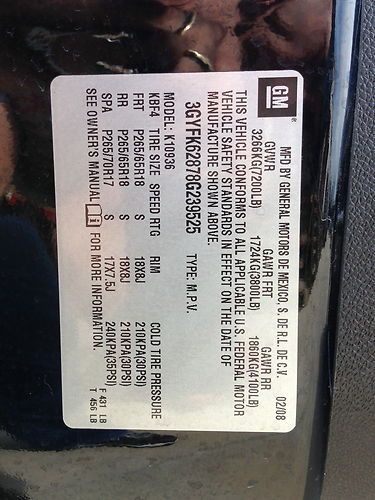 GM
MFD BY GENERAL MOTORS DE MEXICO, S. DE R.L. DE C.V. 02/08
GVWR GAWR FRT GAWR RR
3266KG(7200LB) 1724KG(3800LB) 1860KG(4100LB)
THIS VEHICLE CONFORMS TO ALL APPLICABLE U.S. FEDERAL MOTOR
VEHICLE SAFETY STANDARDS IN EFFECT ON THE DATE OF
MANUFACTURE SHOWN ABOVE.
3GYFK62878G239525 TYPE: M.P.V.
MODEL: K10936
KBF4 TIRE SIZE SPEED RTG RIM COLD TIRE PRESSURE
FRT P265/65R18 S 18X8J 210KPA(30PSI)
RR P265/65R18 S 18X8J 210KPA(30PSI)
SPA P265/70R17 S 17X7.5J 240KPA(35PSI)
SEE OWNER'S MANUAL i FOR MORE INFORMATION.
F 431 LB
T 456 LB